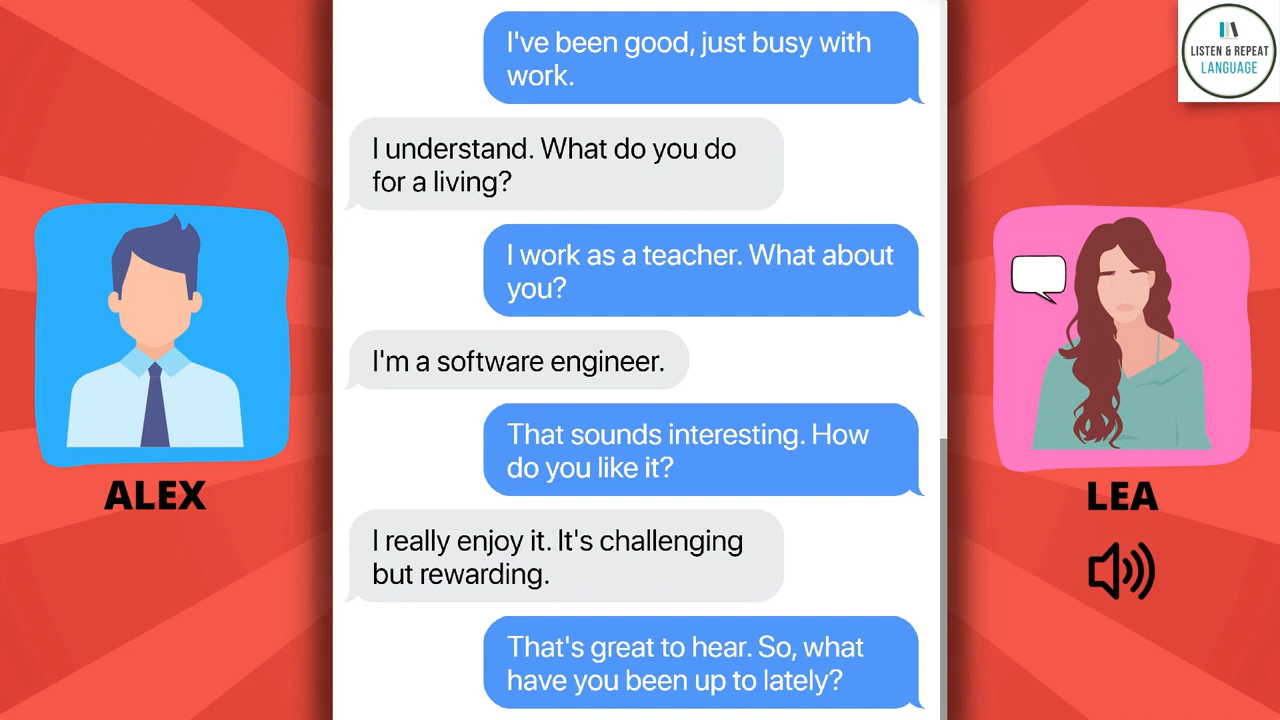 I've been good, just busy with
work.
LISTEN & REPEAT
LANGUAGE
I understand. What do you do
for a living?
I work as a teacher. What about
you?
I'm a software engineer.
That sounds interesting. How
do you like it?
ALEX
LEA
I really enjoy it. It's challenging
but rewarding.
That's great to hear. So, what
have you been up to lately?